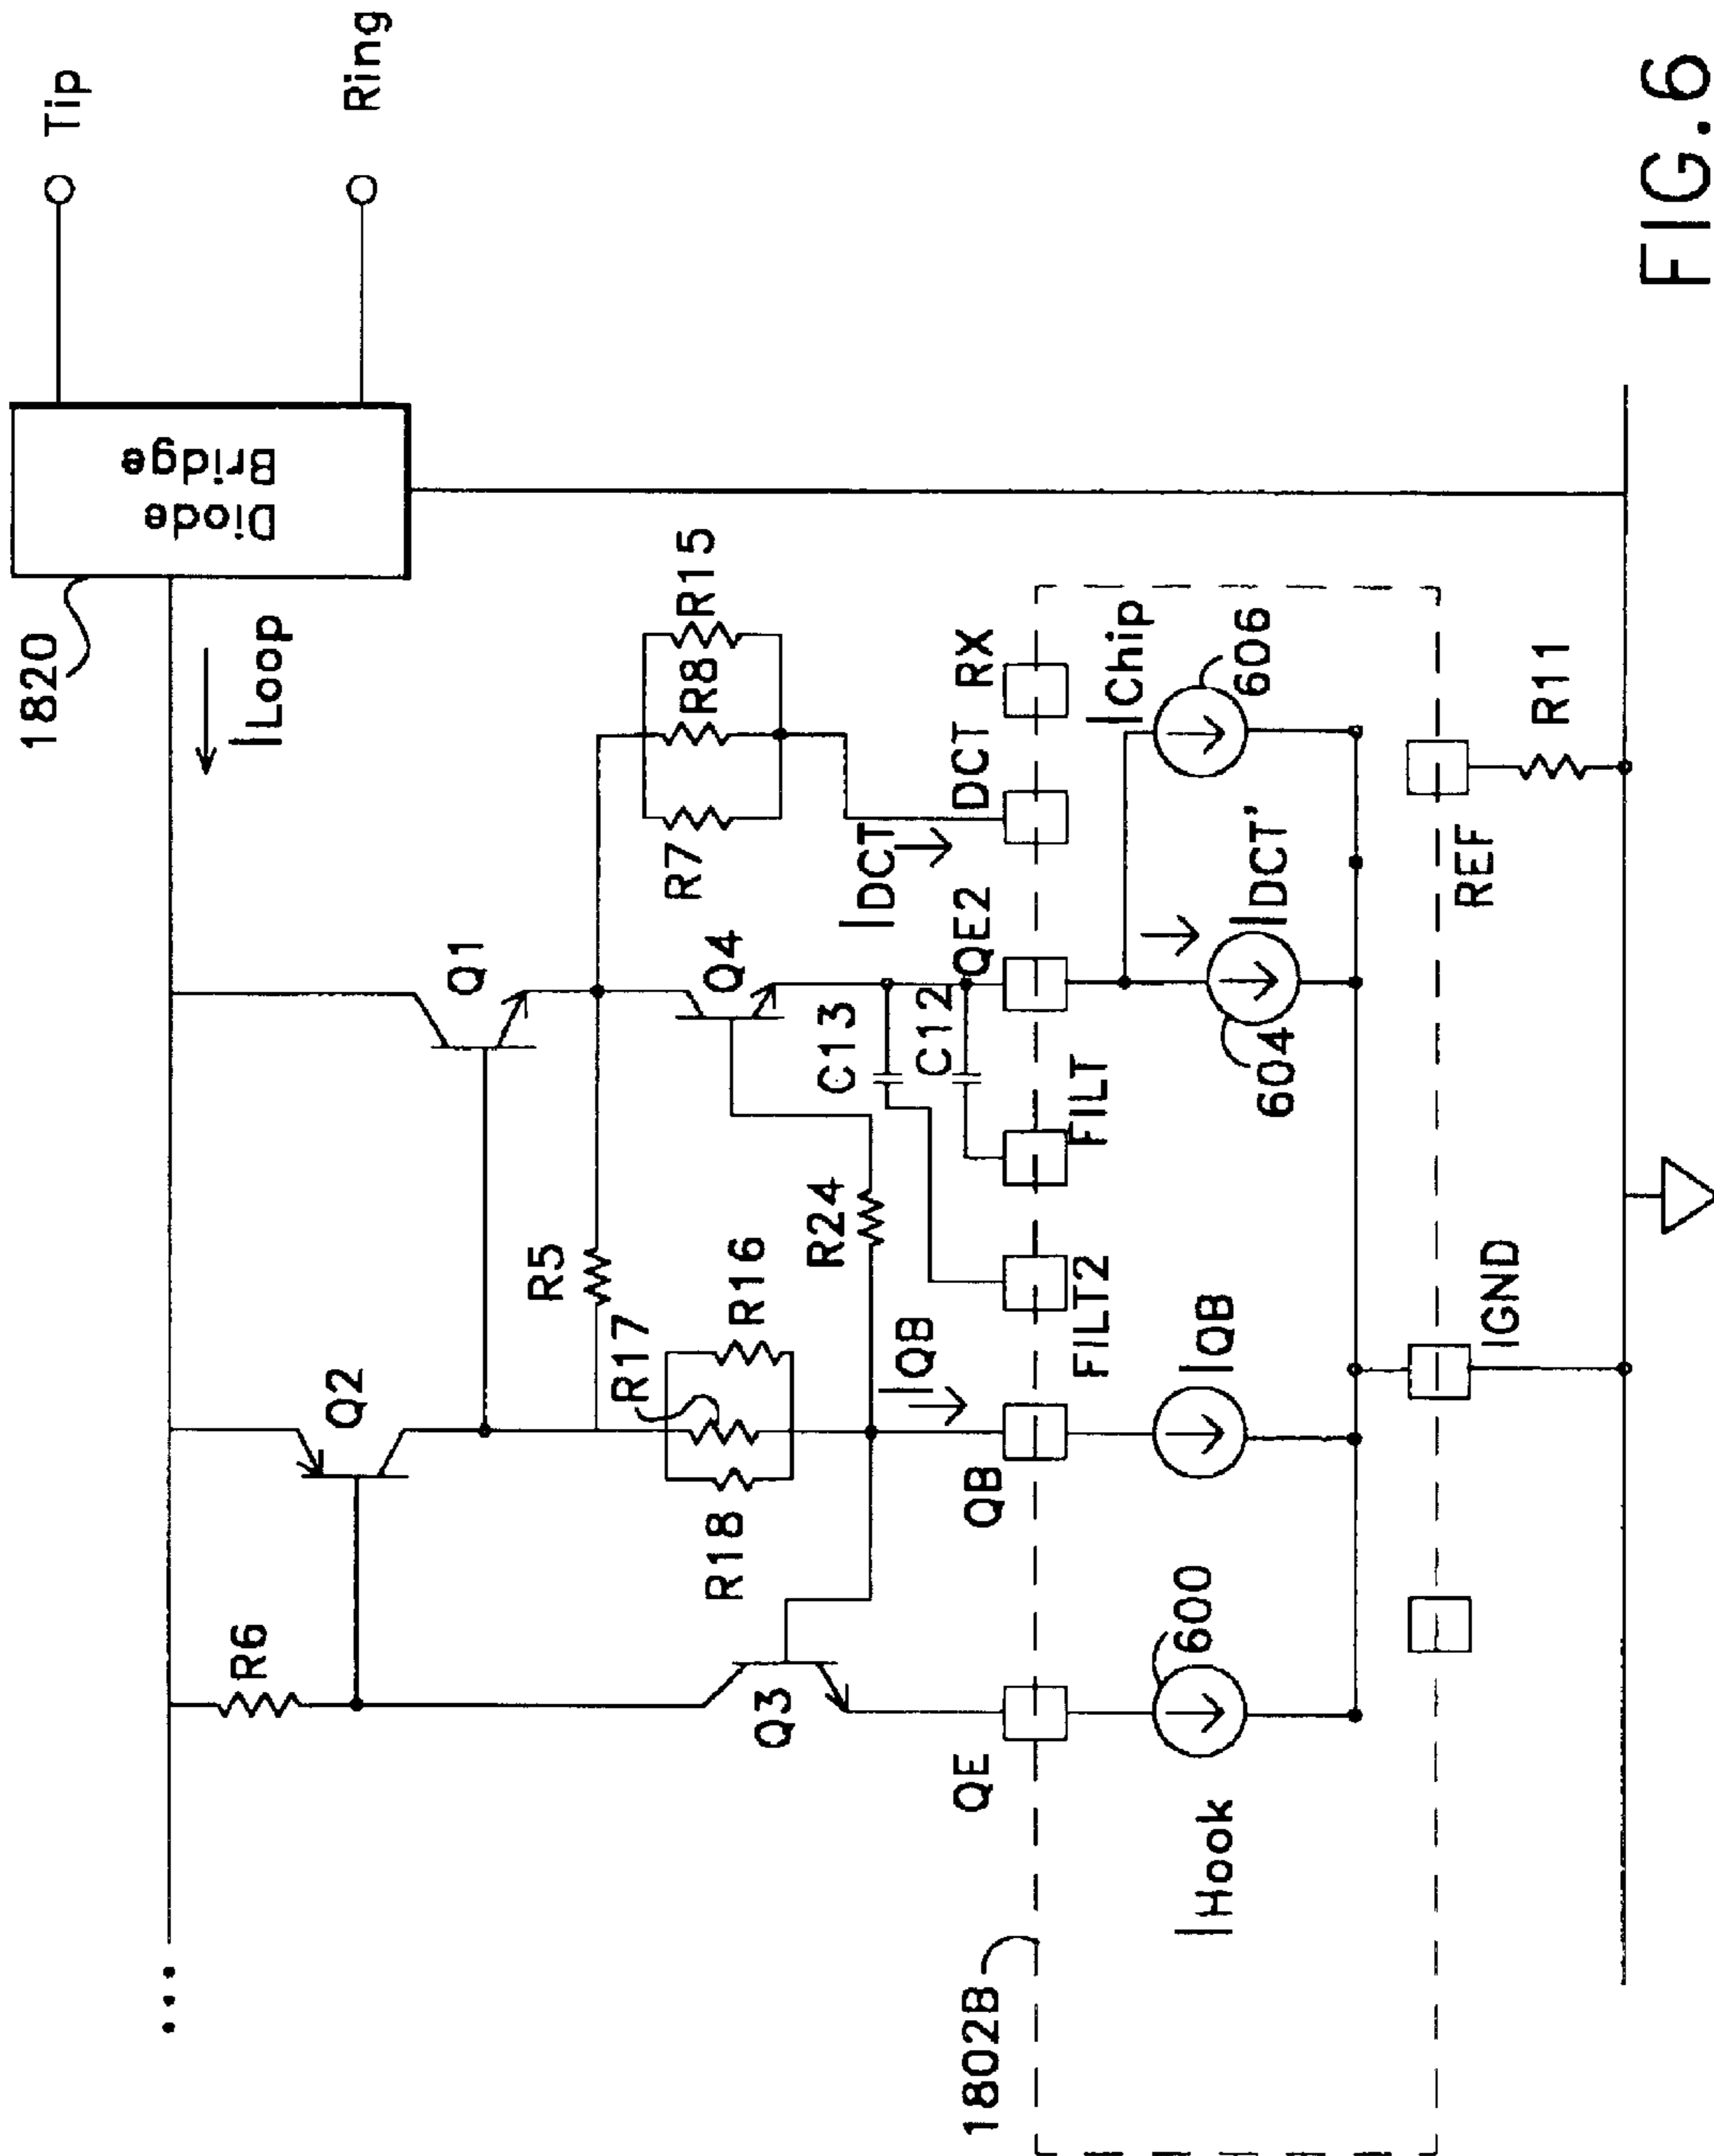 Tip
Ring
Diode
Bridge
1820
ILoop
Q1
Q2
R6
R5
R7
R8
R15
Q4
R17
R16
R18
R24
Q3
C13
C12
IQB
IDCT
QE
QB
FILT2
FILT
QE2
DCT
RX
1802B
IHook
600
IQB
604
IDCT'
IChip
606
IGND
REF
R11
FIG.6